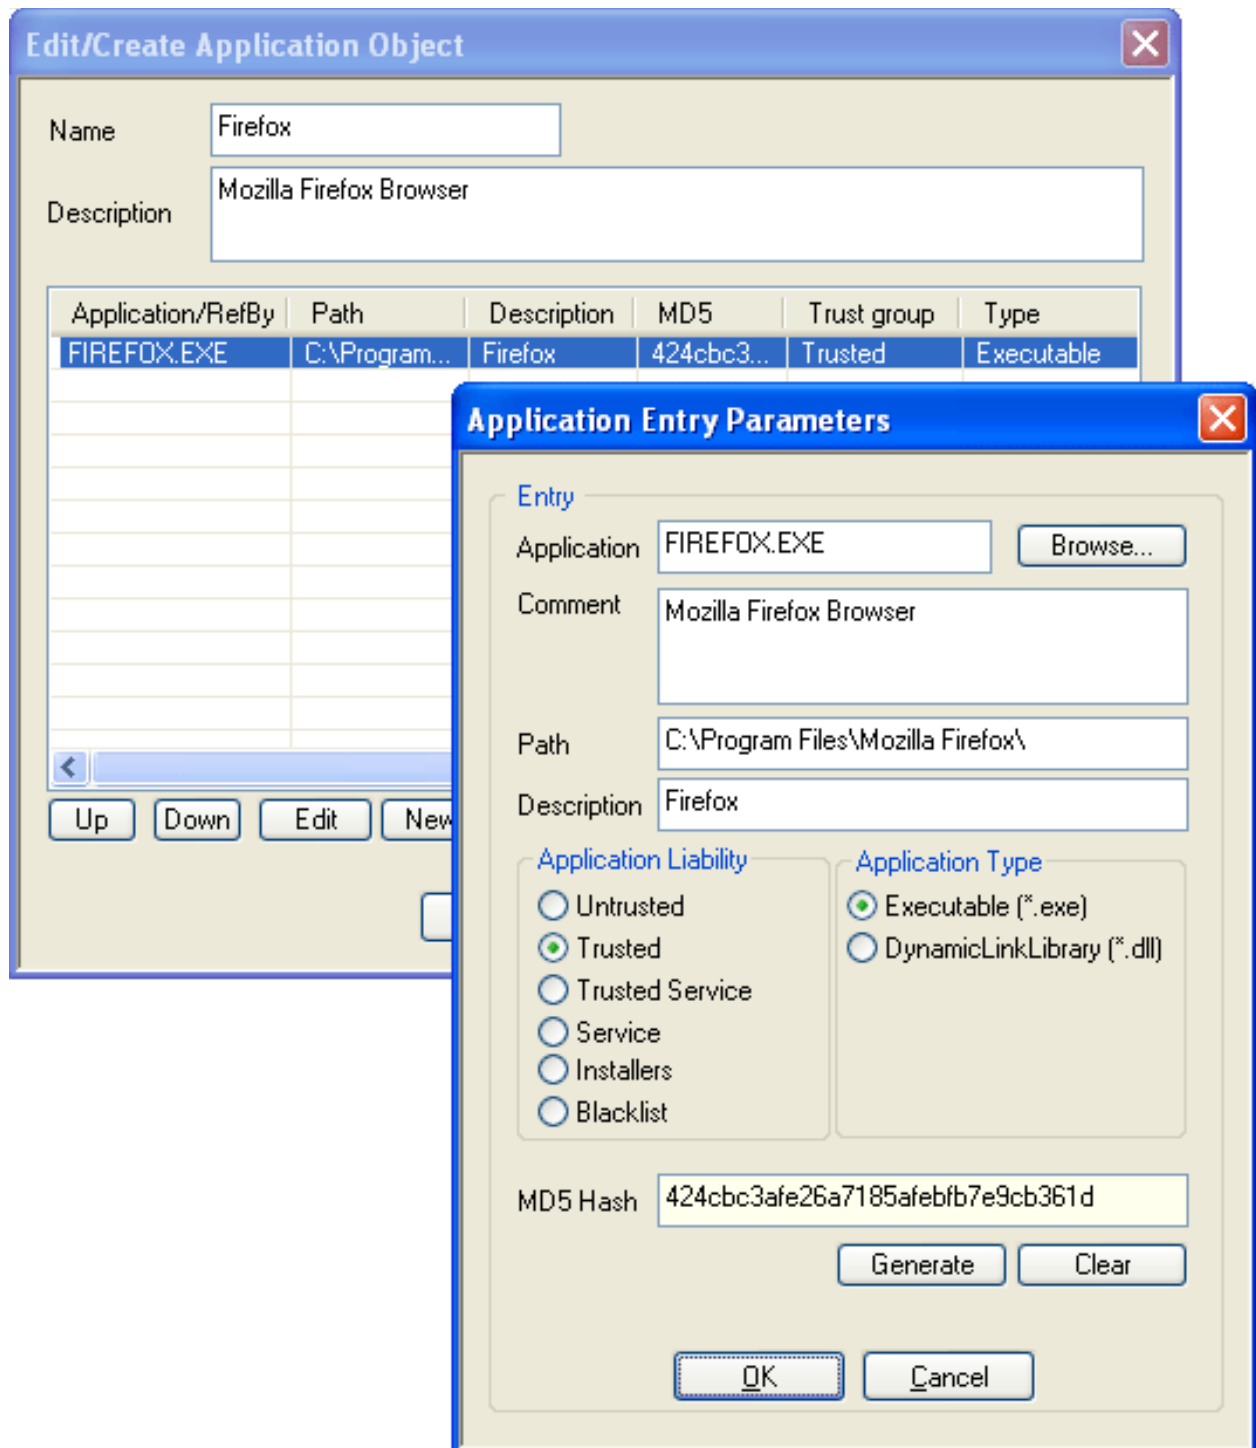 Edit/Create Application Object
Name
Firefox
Description
Mozilla Firefox Browser
Application/RefBy Path Description MD5 Trust group Type
FIREFOX.EXE C:\Program... Firefox 424cbc3... Trusted Executable
Up Down Edit New
Application Entry Parameters
Entry
Application FIREFOX.EXE Browse...
Comment Mozilla Firefox Browser
Path C:\Program Files\Mozilla Firefox\
Description Firefox
Application Liability
Untrusted
Trusted
Trusted Service
Service
Installers
Blacklist
Application Type
Executable (*.exe)
DynamicLinkLibrary (*.dll)
MD5 Hash 424cbc3afe26a7185afebfb7e9cb361d
Generate Clear
OK Cancel